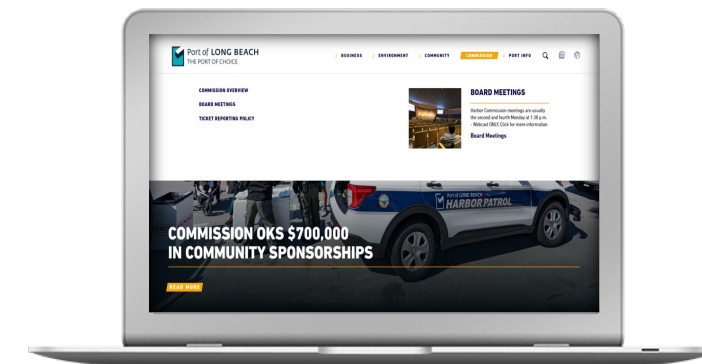 Port of LONG BEACH
THE PORT OF CHOICE
/ BUSINESS / ENVIRONMENT / COMMUNITY COMMISSION / PORT INFO
COMMISSION OVERVIEW
BOARD MEETINGS
TICKET REPORTING POLICY
BOARD MEETINGS
Harbor Commission meetings are usually
the second and fourth Monday at 1:30 p.m.
- Webcast ONLY, Click for more information
Board Meetings
Port of LONG BEACH
HARBOR PATROL
COMMISSION OKS $700,000
IN COMMUNITY SPONSORSHIPS
READ MORE